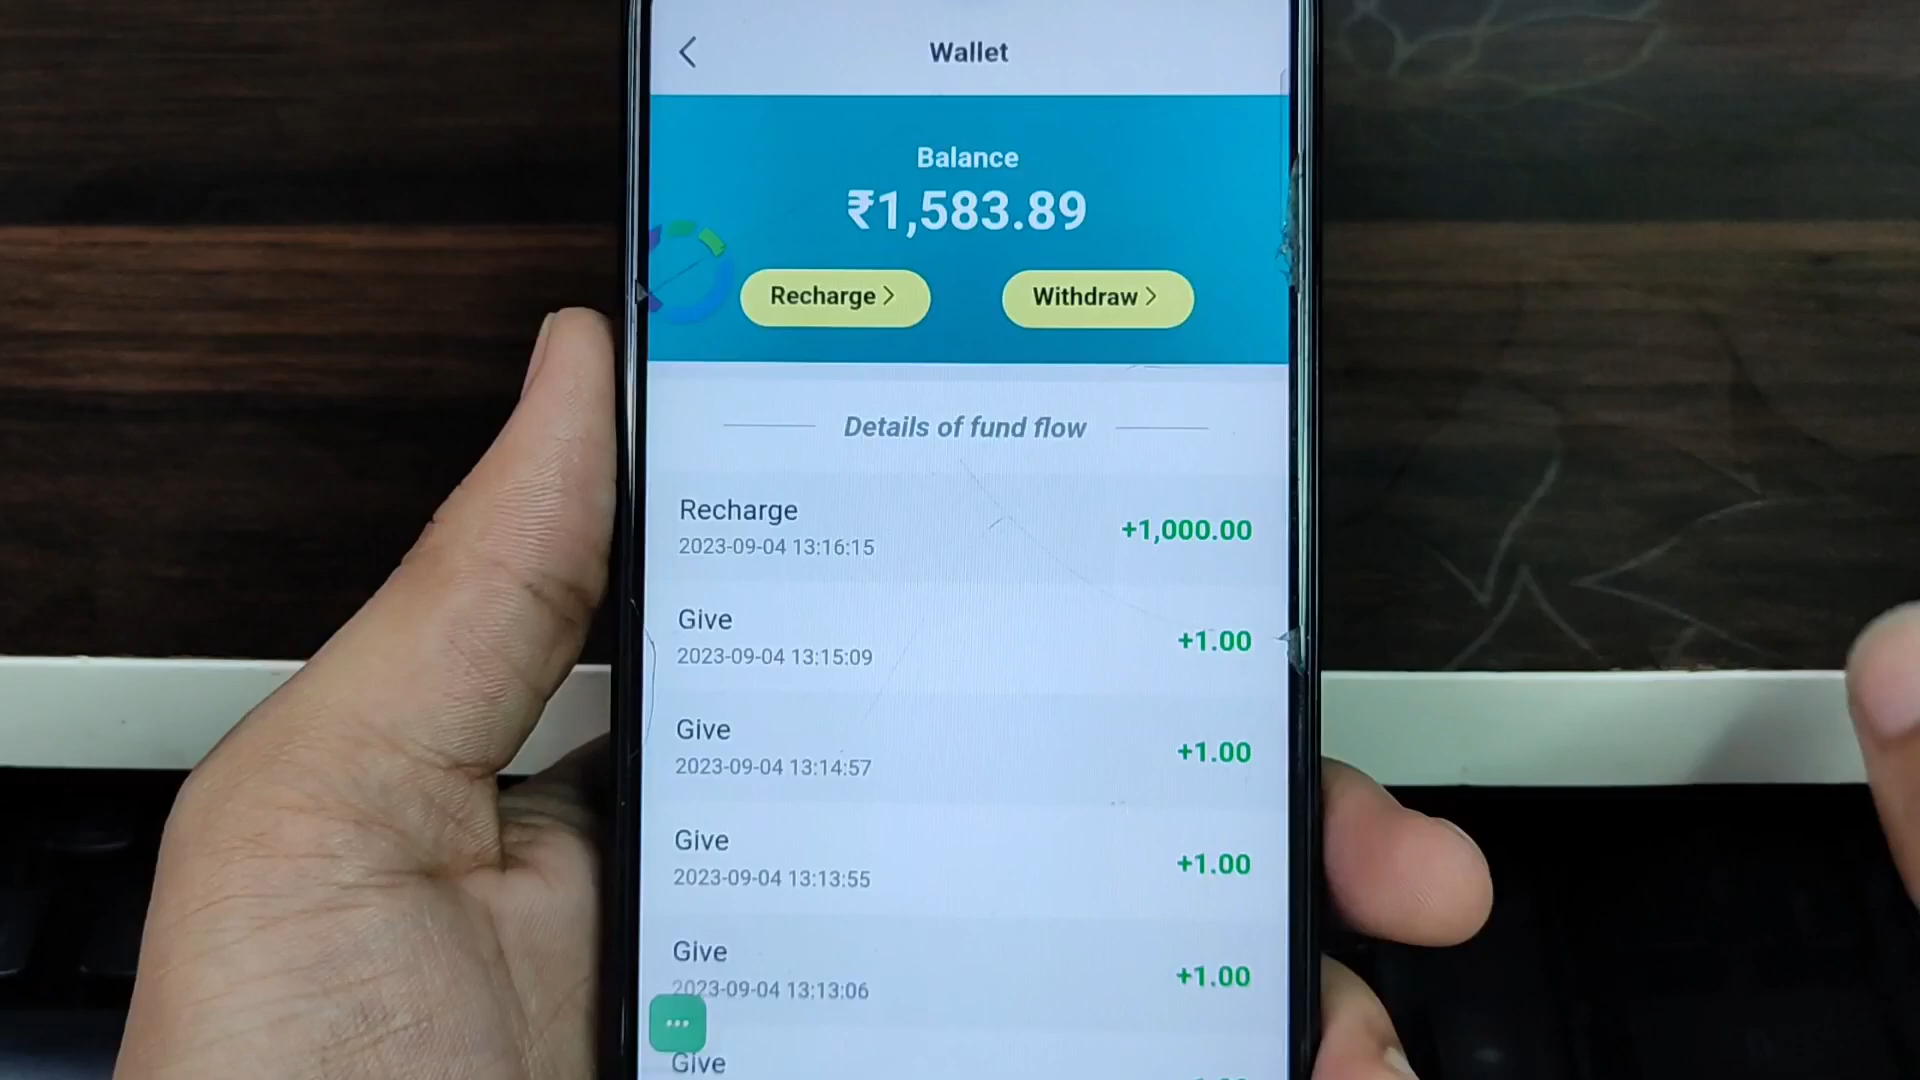 Wallet
Balance
₹1,583.89
Recharge >
Withdraw >
Details of fund flow
Recharge
+1,000.00
2023-09-04 13:16:15
Give
+1.00
2023-09-04 13:15:09
Give
+1.00
2023-09-04 13:14:57
Give
+1.00
2023-09-04 13:13:55
Give
+1.00
2023-09-04 13:13:06
Give